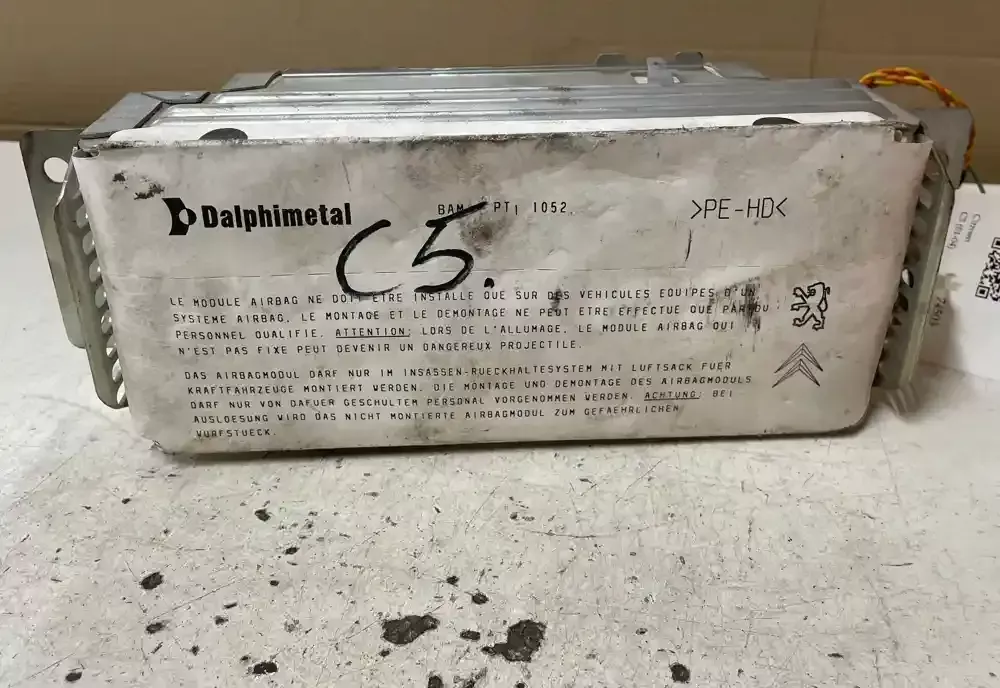 Dalphimetal
BAM PT1 1052.
>PE-HD<
C5.
LE MODULE AIRBAG NE DOIT ETRE INSTALLE QUE SUR DES VEHICULES EQUIPES D'UN
SYSTEME AIRBAG. LE MONTAGE ET LE DEMONTAGE NE PEUT ETRE EFFECTUE QUE PAR DU
PERSONNEL QUALIFIE. ATTENTION: LORS DE L'ALLUMAGE, LE MODULE AIRBAG QUI
N'EST PAS FIXE PEUT DEVENIR UN DANGEREUX PROJECTILE.
DAS AIRBAGMODUL DARF NUR IM INSASSEN-RUECKHALTESYSTEM MIT LUFTSACK FUER
KRAFTFAHRZEUGE MONTIERT WERDEN. DIE MONTAGE UND DEMONTAGE DES AIRBAGMODULS
DARF NUR VON DAFUER GESCHULTEM PERSONAL VORGENOMMEN WERDEN. ACHTUNG: BEI
AUSLOESUNG WIRD DAS NICHT MONTIERTE AIRBAGMODUL ZUM GEFAEHRLICHEN
WURFSTUECK.
Citroen